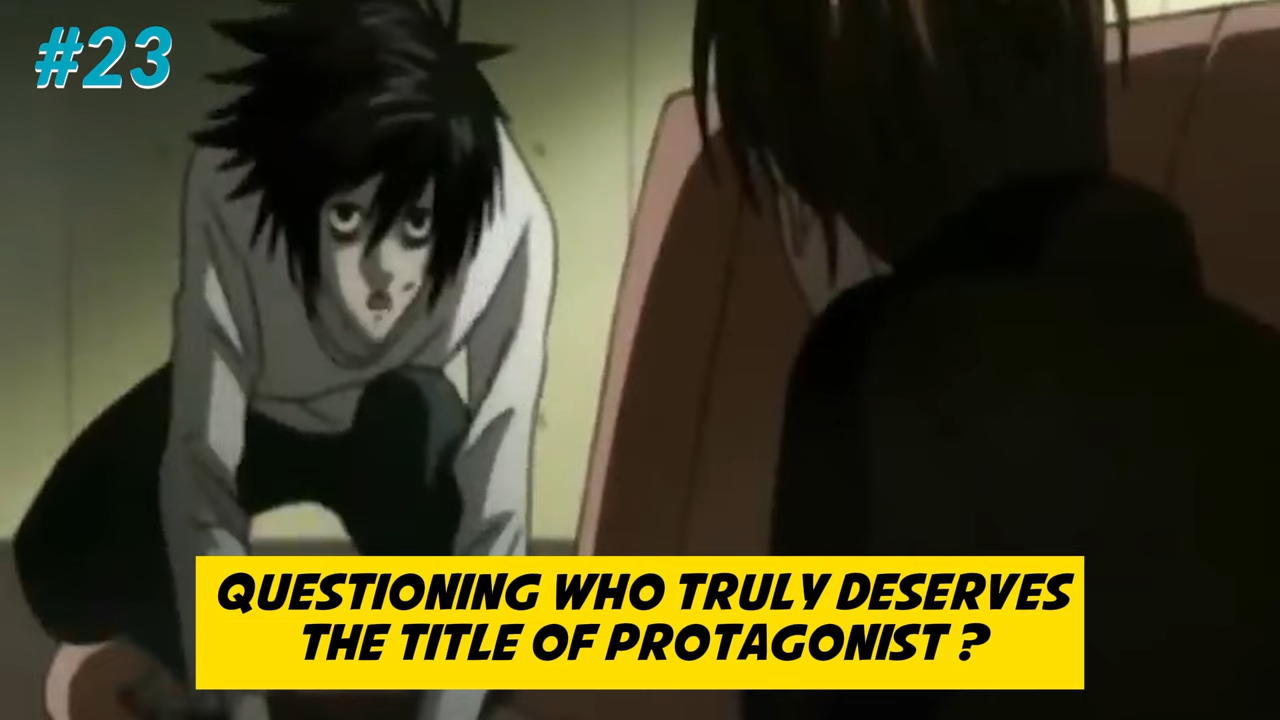 #23
QUESTIONING WHO TRULY DESERVES
THE TITLE OF PROTAGONIST ?